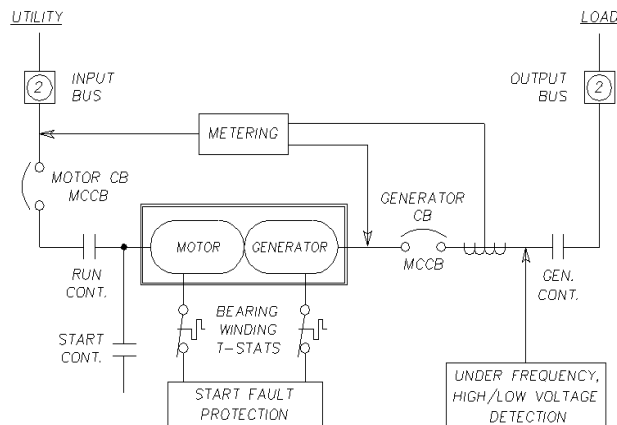 UTILITY
LOAD
2
INPUT
BUS
OUTPUT
BUS
2
METERING
MOTOR CB
MCCB
GENERATOR
CB
MOTOR
GENERATOR
MCCB
RUN
CONT.
GEN.
CONT.
BEARING
WINDING
T-STATS
START
CONT.
START FAULT
PROTECTION
UNDER FREQUENCY,
HIGH/LOW VOLTAGE
DETECTION